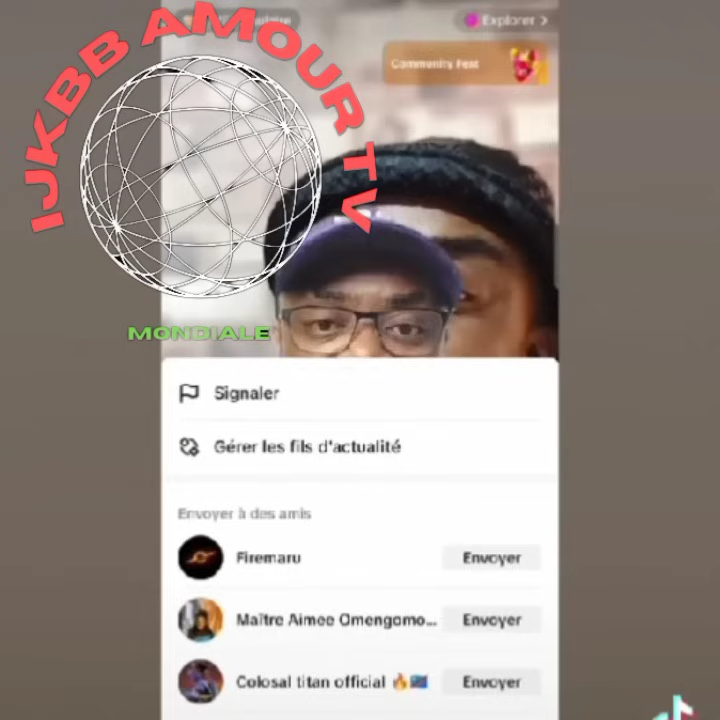 IJKBB AMOUR TV
MONDIALE
Explorer >
Community Fest
Signaler
Gérer les fils d'actualité
Envoyer à des amis
Firemaru
Envoyer
Maître Aimee Omengomo...
Envoyer
Colosal titan official 🔥🇨🇩
Envoyer